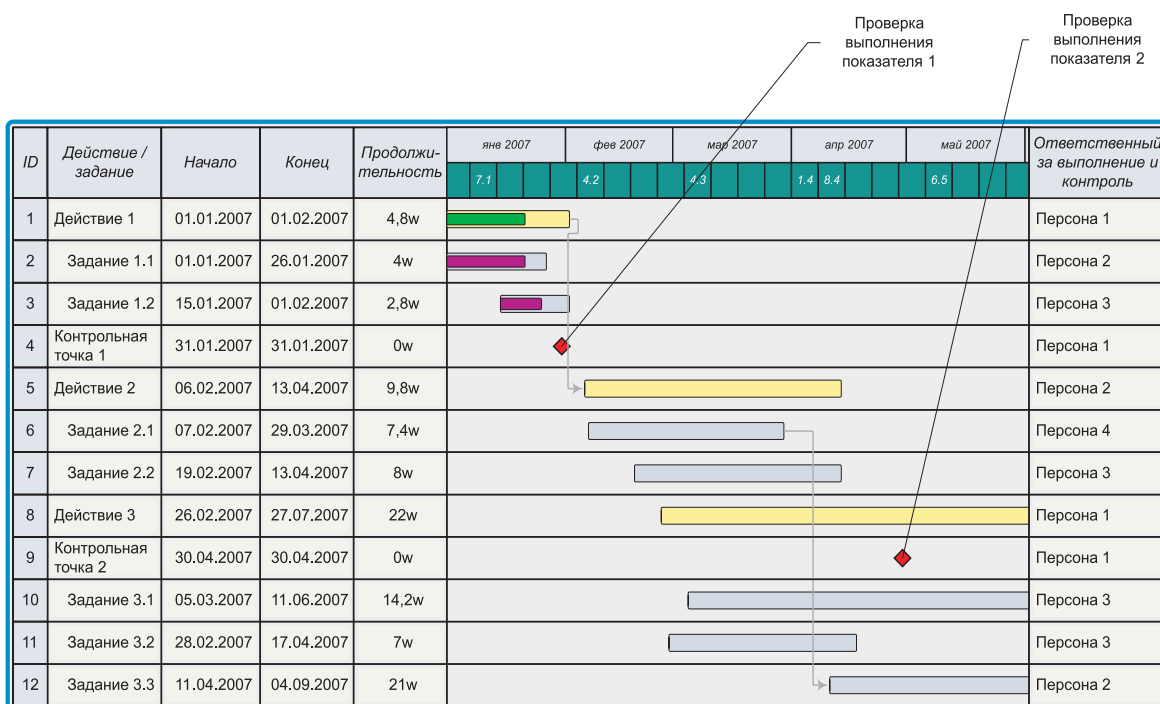 Проверка
выполнения
показателя 1
Проверка
выполнения
показателя 2
ID
Действие /
задание
Начало
Конец
Продолжи-
тельность
янв 2007
фев 2007
мар 2007
апр 2007
май 2007
Ответственный
за выполнение и
контроль
7.1
4.2
4.3
1.4
8.4
6.5
1 Действие 1 01.01.2007 01.02.2007 4,8w Персона 1
2 Задание 1.1 01.01.2007 26.01.2007 4w Персона 2
3 Задание 1.2 15.01.2007 01.02.2007 2,8w Персона 3
4 Контрольная
точка 1 31.01.2007 31.01.2007 0w Персона 1
5 Действие 2 06.02.2007 13.04.2007 9,8w Персона 2
6 Задание 2.1 07.02.2007 29.03.2007 7,4w Персона 4
7 Задание 2.2 19.02.2007 13.04.2007 8w Персона 3
8 Действие 3 26.02.2007 27.07.2007 22w Персона 1
9 Контрольная
точка 2 30.04.2007 30.04.2007 0w Персона 1
10 Задание 3.1 05.03.2007 11.06.2007 14,2w Персона 3
11 Задание 3.2 28.02.2007 17.04.2007 7w Персона 3
12 Задание 3.3 11.04.2007 04.09.2007 21w Персона 2